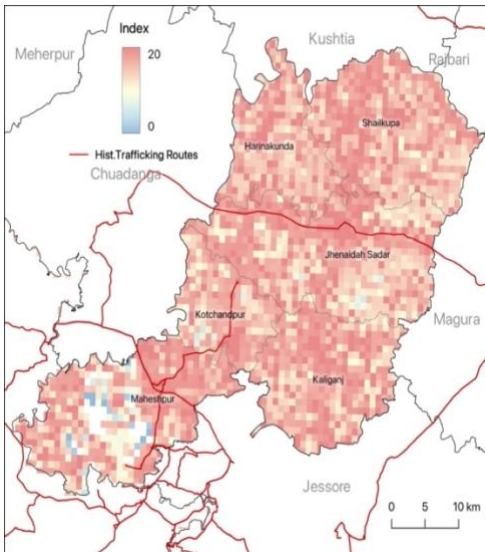 Index
20
0
Hist.Trafficking Routes
Meherpur
Kushtia
Rajbari
Shailkupa
Harinakunda
Chuadanga
Jhenaidah Sadar
Kotchandpur
Magura
Kaliganj
Maheshpur
Jessore
0 5 10 km